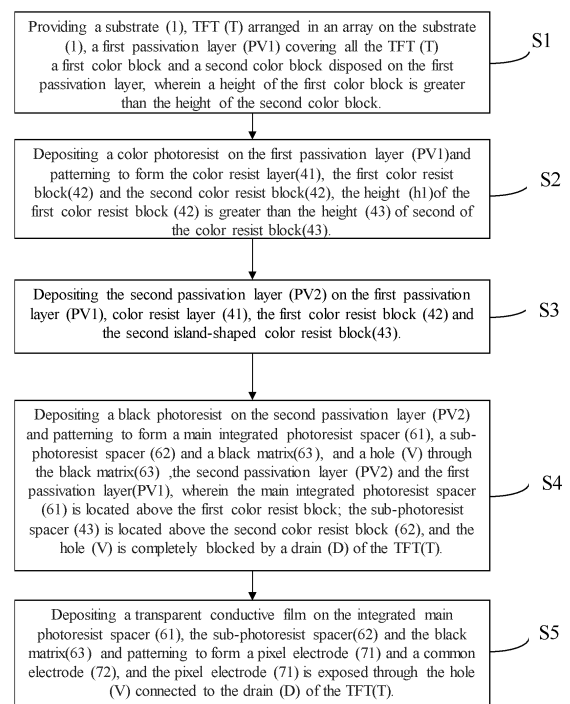 Providing a substrate (1), TFT (T) arranged in an array on the substrate
(1), a first passivation layer (PV1) covering all the TFT (T)
a first color block and a second color block disposed on the first
passivation layer, wherein a height of the first color block is greater
than the height of the second color block.
S1
Depositing a color photoresist on the first passivation layer (PV1)and
patterning to form the color resist layer(41), the first color resist
block(42) and the second color resist block(42), the height (h1)of the
first color resist block (42) is greater than the height (43) of second of
the color resist block(43).
S2
Depositing the second passivation layer (PV2) on the first passivation
layer (PV1), color resist layer (41), the first color resist block (42) and
the second island-shaped color resist block(43).
S3
Depositing a black photoresist on the second passivation layer (PV2)
and patterning to form a main integrated photoresist spacer (61), a sub-
photoresist spacer (62) and a black matrix(63), and a hole (V) through
the black matrix(63) ,the second passivation layer (PV2) and the first
passivation layer(PV1), wherein the main integrated photoresist spacer
(61) is located above the first color resist block; the sub-photoresist
spacer (43) is located above the second color resist block (62), and the
hole (V) is completely blocked by a drain (D) of the TFT(T).
S4
Depositing a transparent conductive film on the integrated main
photoresist spacer (61), the sub-photoresist spacer(62) and the black
matrix(63) and patterning to form a pixel electrode (71) and a common
electrode (72), and the pixel electrode (71) is exposed through the hole
(V) connected to the drain (D) of the TFT(T).
S5